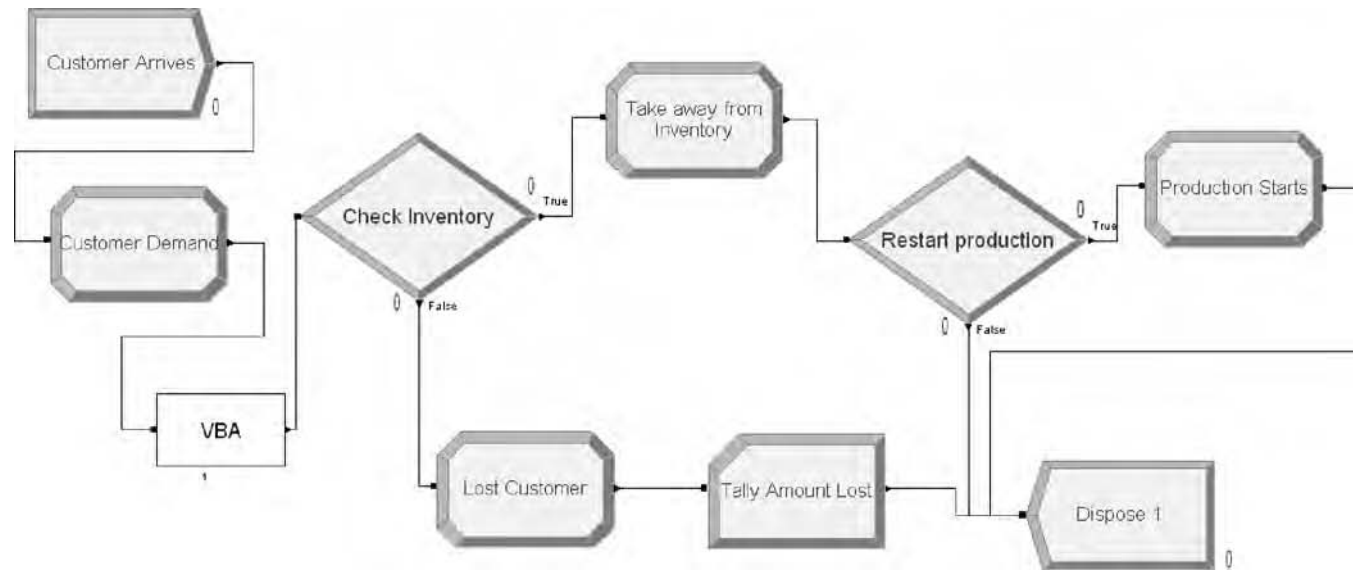 Customer Arrives
0
Customer Demand
VBA
1
Check Inventory
0
True
0
False
Take away from
Inventory
Restart production
0
True
0
False
Production Starts
Lost Customer
Tally Amount Lost
Dispose 1
0